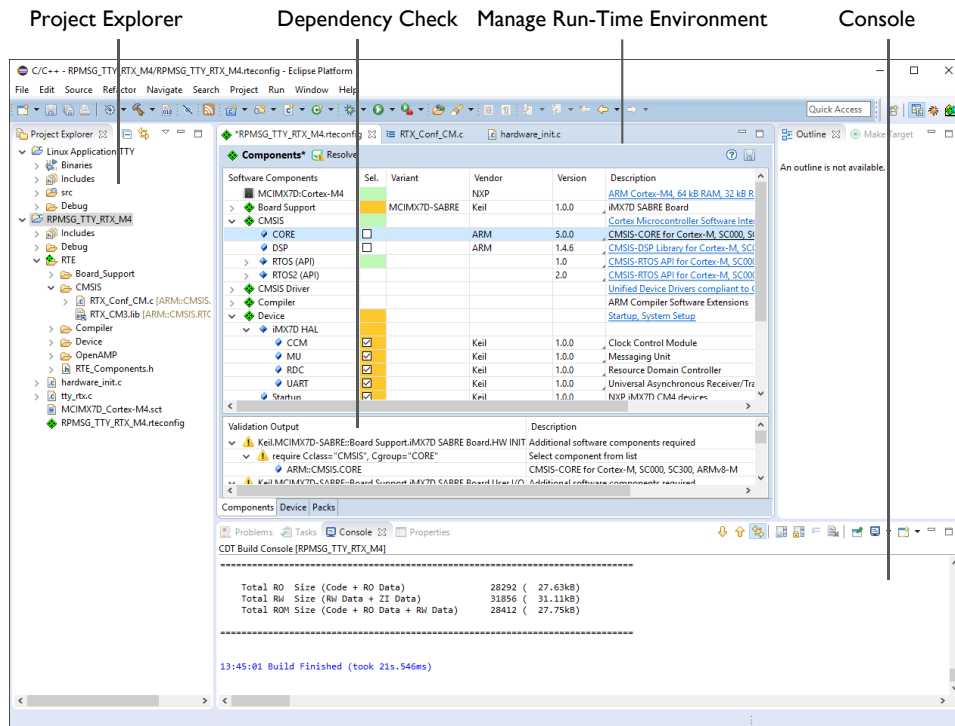 Project Explorer Dependency Check Manage Run-Time Environment Console
C/C++ - RPMSG_TTY_RTX_M4/RPMSG_TTY_RTX_M4.rteconfig - Eclipse Platform
File Edit Source Refactor Navigate Search Project Run Window Help
Quick Access
Project Explorer
Linux Application TTY
Binaries
Includes
src
Debug
RPMSG_TTY_RTX_M4
Includes
Debug
RTE
Board_Support
CMSIS
RTX_Conf_CM.c [ARM::CMSIS.
RTX_CM3.lib [ARM::CMSIS.RTC
Compiler
Device
OpenAMP
RTE_Components.h
hardware_init.c
tty_rtx.c
MCIMX7D_Cortex-M4.sct
RPMSG_TTY_RTX_M4.rteconfig
*RPMSG_TTY_RTX_M4.rteconfig RTX_Conf_CM.c hardware_init.c
Components* Resolve
Software Components Sel. Variant Vendor Version Description
MCIMX7D:Cortex-M4 NXP ARM Cortex-M4, 64 kB RAM, 32 kB R
Board Support MCIMX7D-SABRE Keil 1.0.0 iMX7D SABRE Board
CMSIS Cortex Microcontroller Software Inter
CORE ARM 5.0.0 CMSIS-CORE for Cortex-M, SC000, SC
DSP ARM 1.4.6 CMSIS-DSP Library for Cortex-M, SC0
RTOS (API) 1.0 CMSIS-RTOS API for Cortex-M, SC000
RTOS2 (API) 2.0 CMSIS-RTOS API for Cortex-M, SC000
CMSIS Driver Unified Device Drivers compliant to C
Compiler ARM Compiler Software Extensions
Device Startup, System Setup
iMX7D HAL
CCM Keil 1.0.0 Clock Control Module
MU Keil 1.0.0 Messaging Unit
RDC Keil 1.0.0 Resource Domain Controller
UART Keil 1.0.0 Universal Asynchronous Receiver/Tra
Startup Keil 1.0.0 NXP iMX7D CM4 devices
Validation Output Description
Keil.MCIMX7D-SABRE::Board Support.iMX7D SABRE Board.HW INIT Additional software components required
require Cclass="CMSIS", Cgroup="CORE" Select component from list
ARM::CMSIS.CORE CMSIS-CORE for Cortex-M, SC000, SC300, ARMv8-M
Keil.MCIMX7D-SABRE::Board Support.iMX7D SABRE Board.User I/O Additional software components required
Components Device Packs
Outline Make Target
An outline is not available.
Problems Tasks Console Properties
CDT Build Console [RPMSG_TTY_RTX_M4]
==============================================================================
Total RO Size (Code + RO Data) 28292 ( 27.63kB)
Total RW Size (RW Data + ZI Data) 31856 ( 31.11kB)
Total ROM Size (Code + RO Data + RW Data) 28412 ( 27.75kB)
==============================================================================
13:45:01 Build Finished (took 21s.546ms)